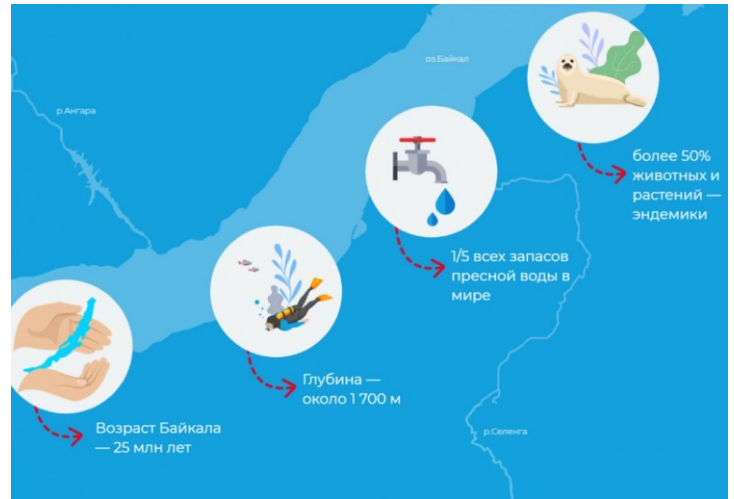 оз.Байкал
р.Ангара
более 50%
животных и
растений —
эндемики
1/5 всех запасов
пресной воды в
мире
Глубина —
около 1 700 м
Возраст Байкала
— 25 млн лет
р.Селенга